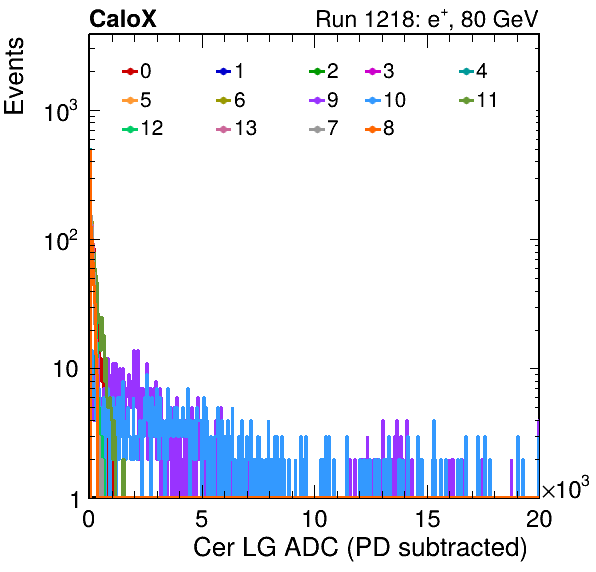 CaloX Run 1218: e⁺, 80 GeV
Events
0 1 2 3 4
5 6 9 10 11
12 13 7 8
10³
10²
10
1
0 5 10 15 20
×10³
Cer LG ADC (PD subtracted)